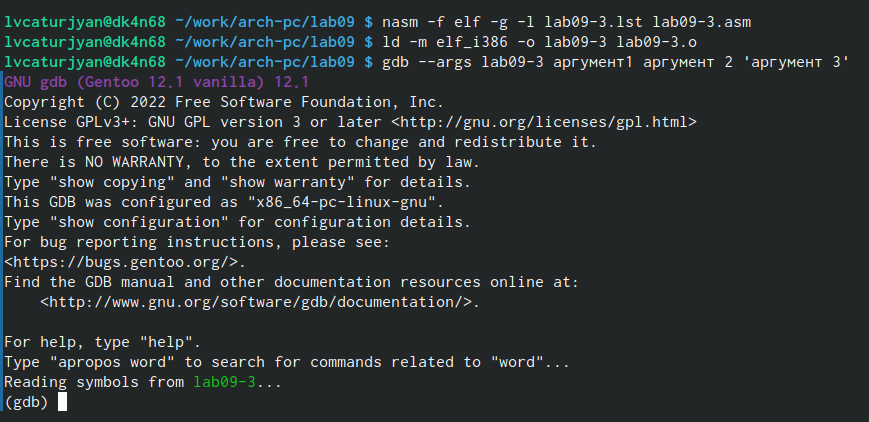 lvcaturjyan@dk4n68 ~/work/arch-pc/lab09 $ nasm -f elf -g -l lab09-3.lst lab09-3.asm
lvcaturjyan@dk4n68 ~/work/arch-pc/lab09 $ ld -m elf_i386 -o lab09-3 lab09-3.o
lvcaturjyan@dk4n68 ~/work/arch-pc/lab09 $ gdb --args lab09-3 аргумент1 аргумент 2 'аргумент 3'
GNU gdb (Gentoo 12.1 vanilla) 12.1
Copyright (C) 2022 Free Software Foundation, Inc.
License GPLv3+: GNU GPL version 3 or later <http://gnu.org/licenses/gpl.html>
This is free software: you are free to change and redistribute it.
There is NO WARRANTY, to the extent permitted by law.
Type "show copying" and "show warranty" for details.
This GDB was configured as "x86_64-pc-linux-gnu".
Type "show configuration" for configuration details.
For bug reporting instructions, please see:
<https://bugs.gentoo.org/>.
Find the GDB manual and other documentation resources online at:
    <http://www.gnu.org/software/gdb/documentation/>.

For help, type "help".
Type "apropos word" to search for commands related to "word"...
Reading symbols from lab09-3...
(gdb)